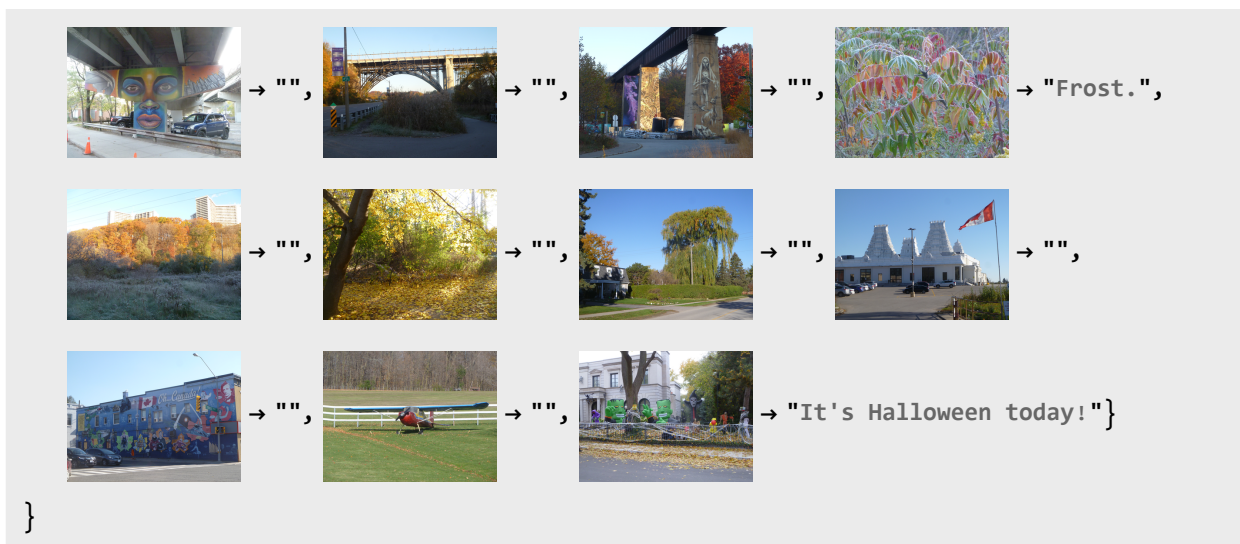 → "", → "", → "", → "Frost.",
→ "", → "", → "", → "",
→ "", → "", → "It's Halloween today!"}
}